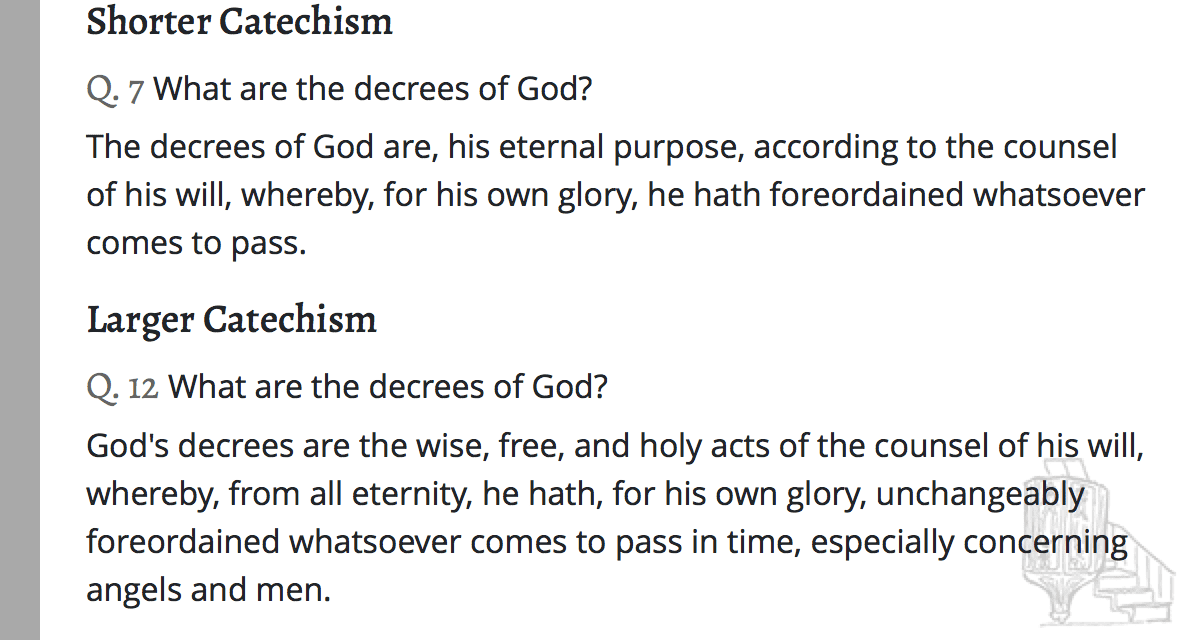 Shorter Catechism
Q. 7 What are the decrees of God?
The decrees of God are, his eternal purpose, according to the counsel
of his will, whereby, for his own glory, he hath foreordained whatsoever
comes to pass.
Larger Catechism
Q. 12 What are the decrees of God?
God's decrees are the wise, free, and holy acts of the counsel of his will,
whereby, from all eternity, he hath, for his own glory, unchangeably
foreordained whatsoever comes to pass in time, especially concerning
angels and men.